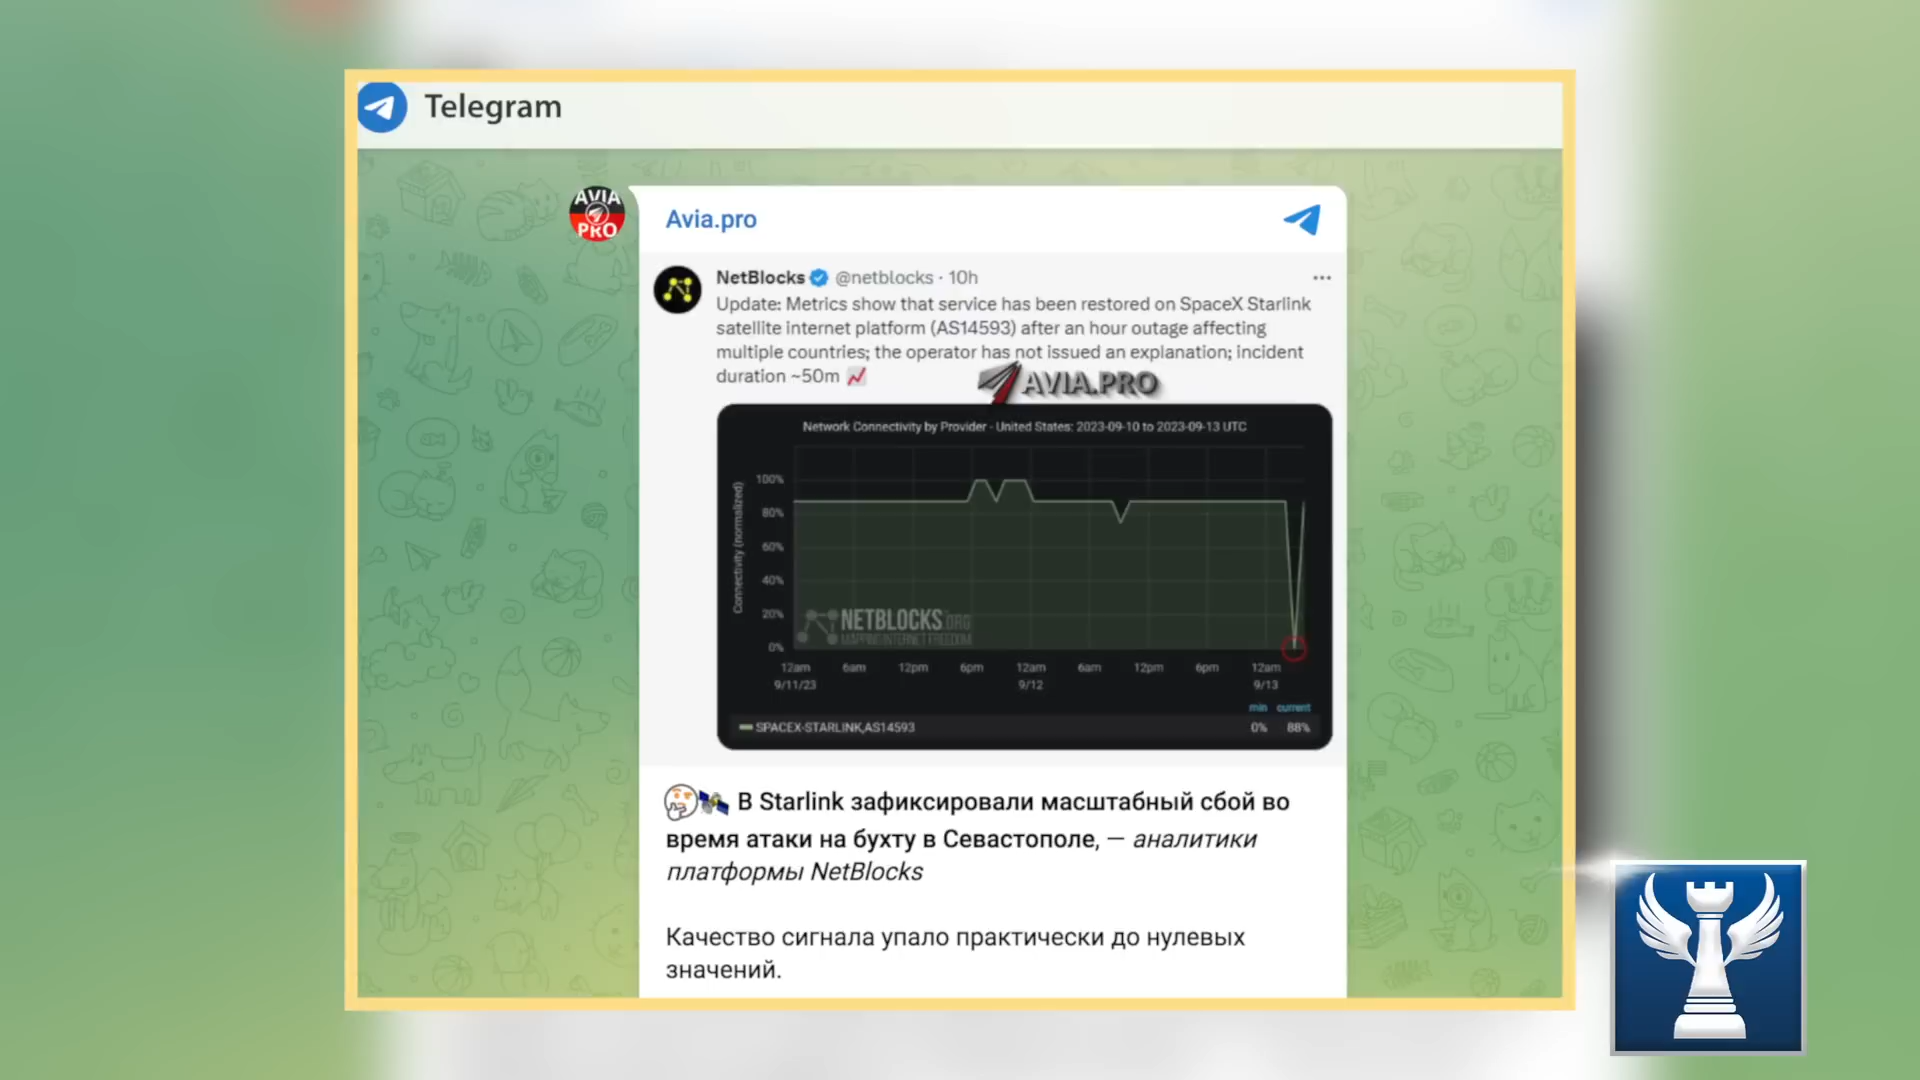 Telegram
AVIA
PRO
Avia.pro
NetBlocks @netblocks · 10h
Update: Metrics show that service has been restored on SpaceX Starlink
satellite internet platform (AS14593) after an hour outage affecting
multiple countries; the operator has not issued an explanation; incident
duration ~50m
AVIA.PRO
Network Connectivity by Provider - United States: 2023-09-10 to 2023-09-13 UTC
Connectivity (normalized)
100%
80%
60%
40%
20%
0%
NETBLOCKS.ORG
MAPPING INTERNET FREEDOM
12am 6am 12pm 6pm 12am 6am 12pm 6pm 12am
9/11/23 9/12 9/13
min current
SPACEX-STARLINK,AS14593 0% 88%
В Starlink зафиксировали масштабный сбой во
время атаки на бухту в Севастополе, — аналитики
платформы NetBlocks
Качество сигнала упало практически до нулевых
значений.